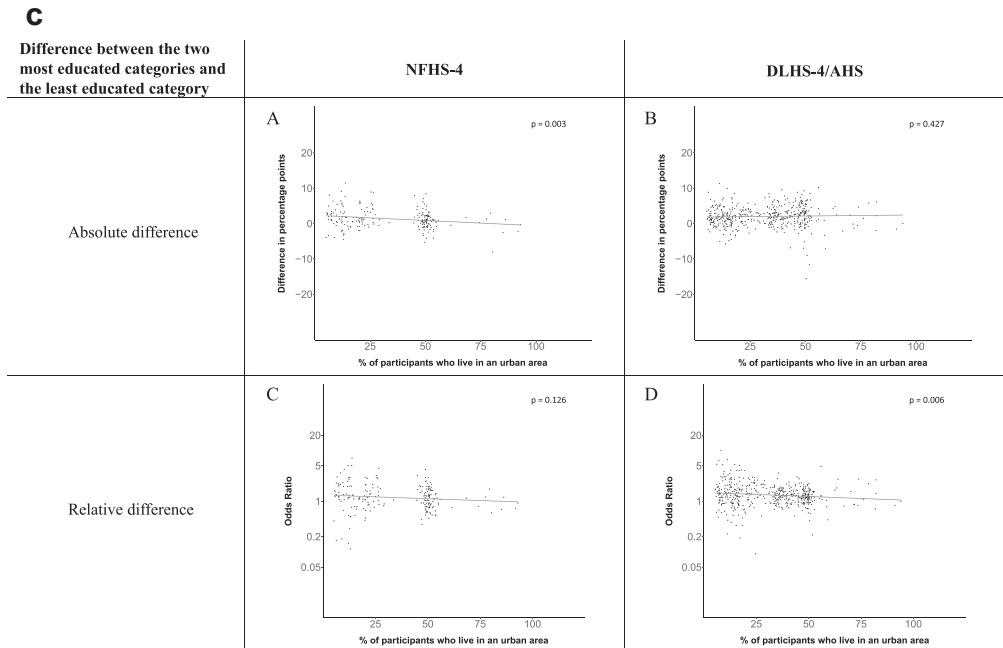 C
Difference between the two
most educated categories and
the least educated category
NFHS-4
DLHS-4/AHS
Absolute difference
A
p = 0.003
Difference in percentage points
20
10
0
−10
−20
25
50
75
100
% of participants who live in an urban area
B
p = 0.427
Difference in percentage points
20
10
0
−10
−20
25
50
75
100
% of participants who live in an urban area
Relative difference
C
p = 0.126
Odds Ratio
20
5
1
0.2
0.05
25
50
75
100
% of participants who live in an urban area
D
p = 0.006
Odds Ratio
20
5
1
0.2
0.05
25
50
75
100
% of participants who live in an urban area